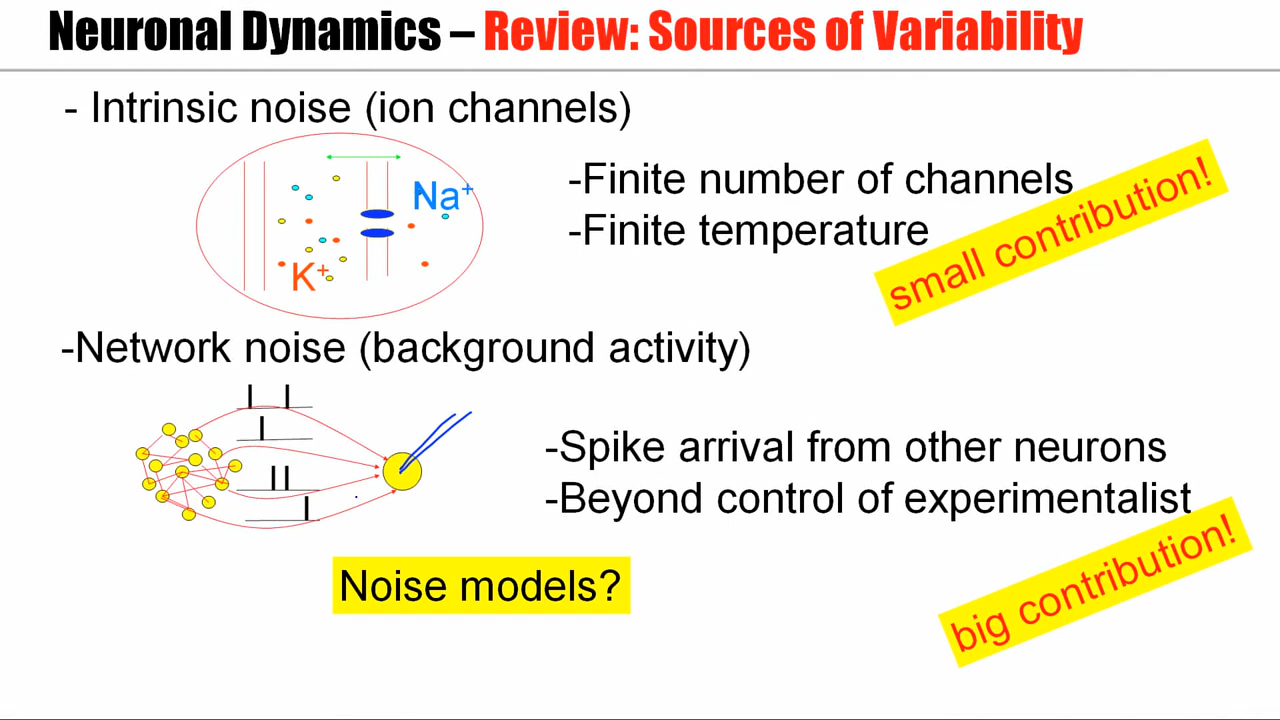 Neuronal Dynamics – Review: Sources of Variability
- Intrinsic noise (ion channels)
Na+
K+
-Finite number of channels
-Finite temperature
small contribution!
-Network noise (background activity)
-Spike arrival from other neurons
-Beyond control of experimentalist
Noise models?
big contribution!